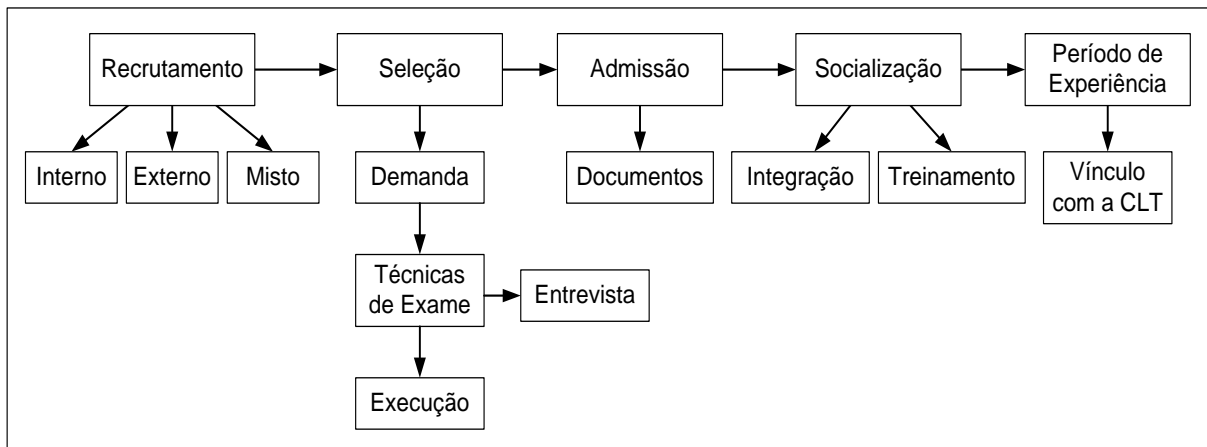 Recrutamento
Seleção
Admissão
Socialização
Período de
Experiência
Interno
Externo
Misto
Demanda
Documentos
Integração
Treinamento
Vínculo
com a CLT
Técnicas
de Exame
Entrevista
Execução